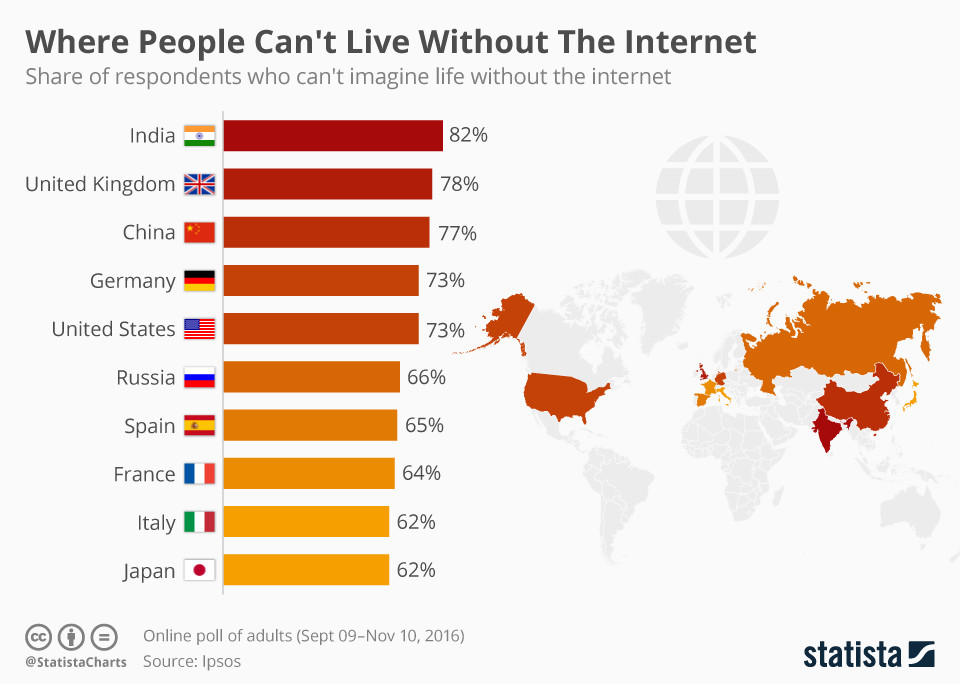 Where People Can't Live Without The Internet
Share of respondents who can't imagine life without the internet
India 82%
United Kingdom 78%
China 77%
Germany 73%
United States 73%
Russia 66%
Spain 65%
France 64%
Italy 62%
Japan 62%
cc
@StatistaCharts
Online poll of adults (Sept 09–Nov 10, 2016)
Source: Ipsos
statista